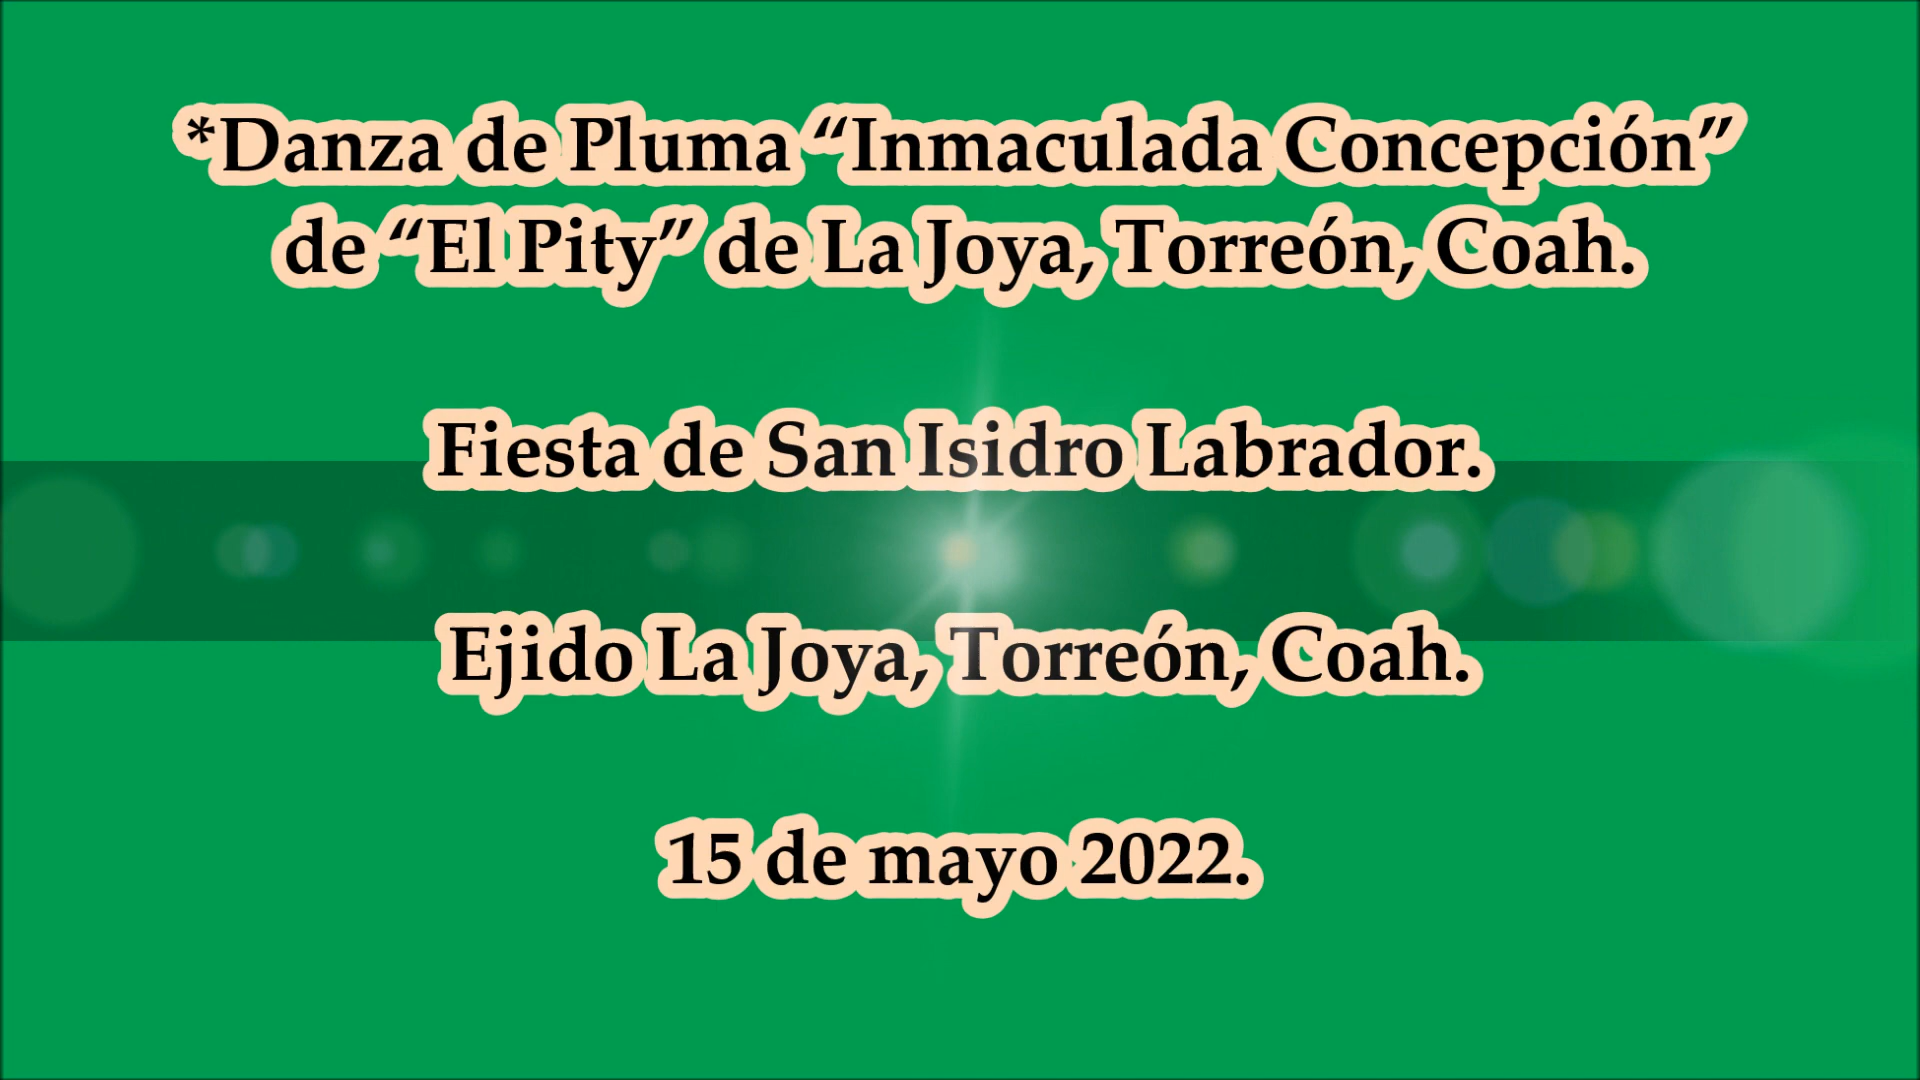 *Danza de Pluma “Inmaculada Concepción”
de “El Pity” de La Joya, Torreón, Coah.
Fiesta de San Isidro Labrador.
Ejido La Joya, Torreón, Coah.
15 de mayo 2022.